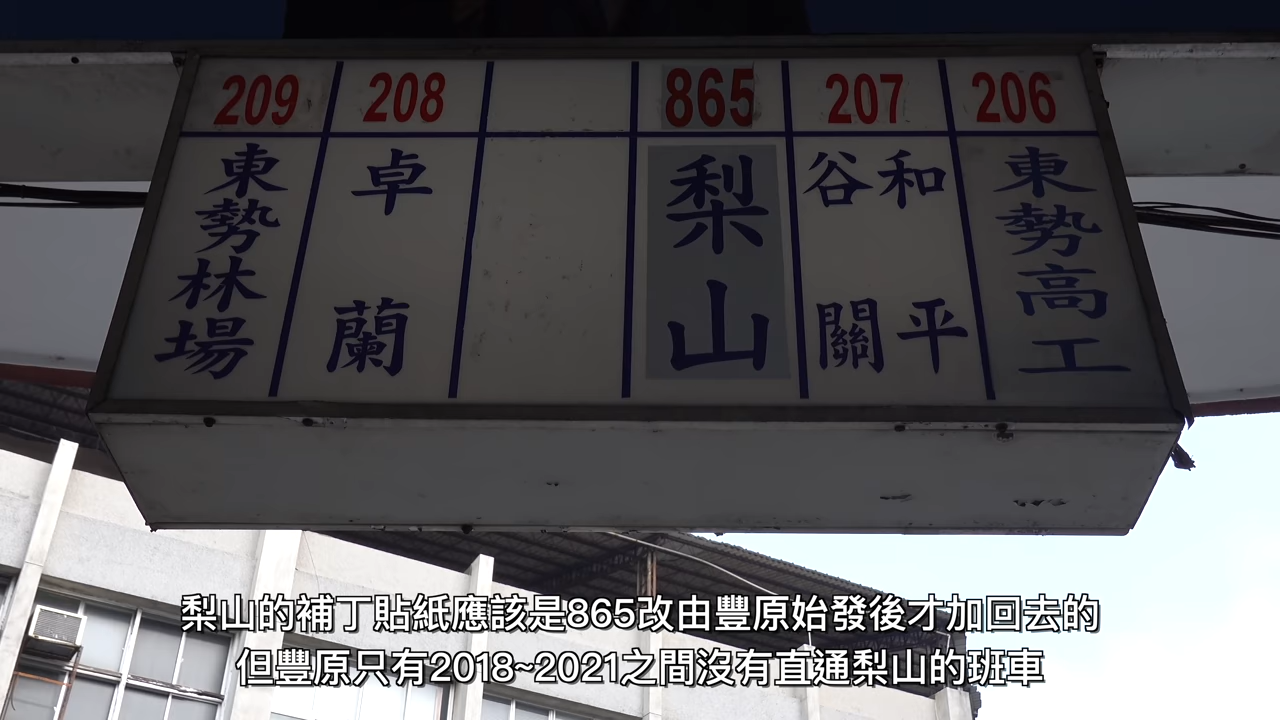 209 208 865 207 206
東勢林場
卓蘭
梨山
谷關
和平
東勢高工
梨山的補丁貼紙應該是865改由豐原始發後才加回去的
但豐原只有2018~2021之間沒有直通梨山的班車